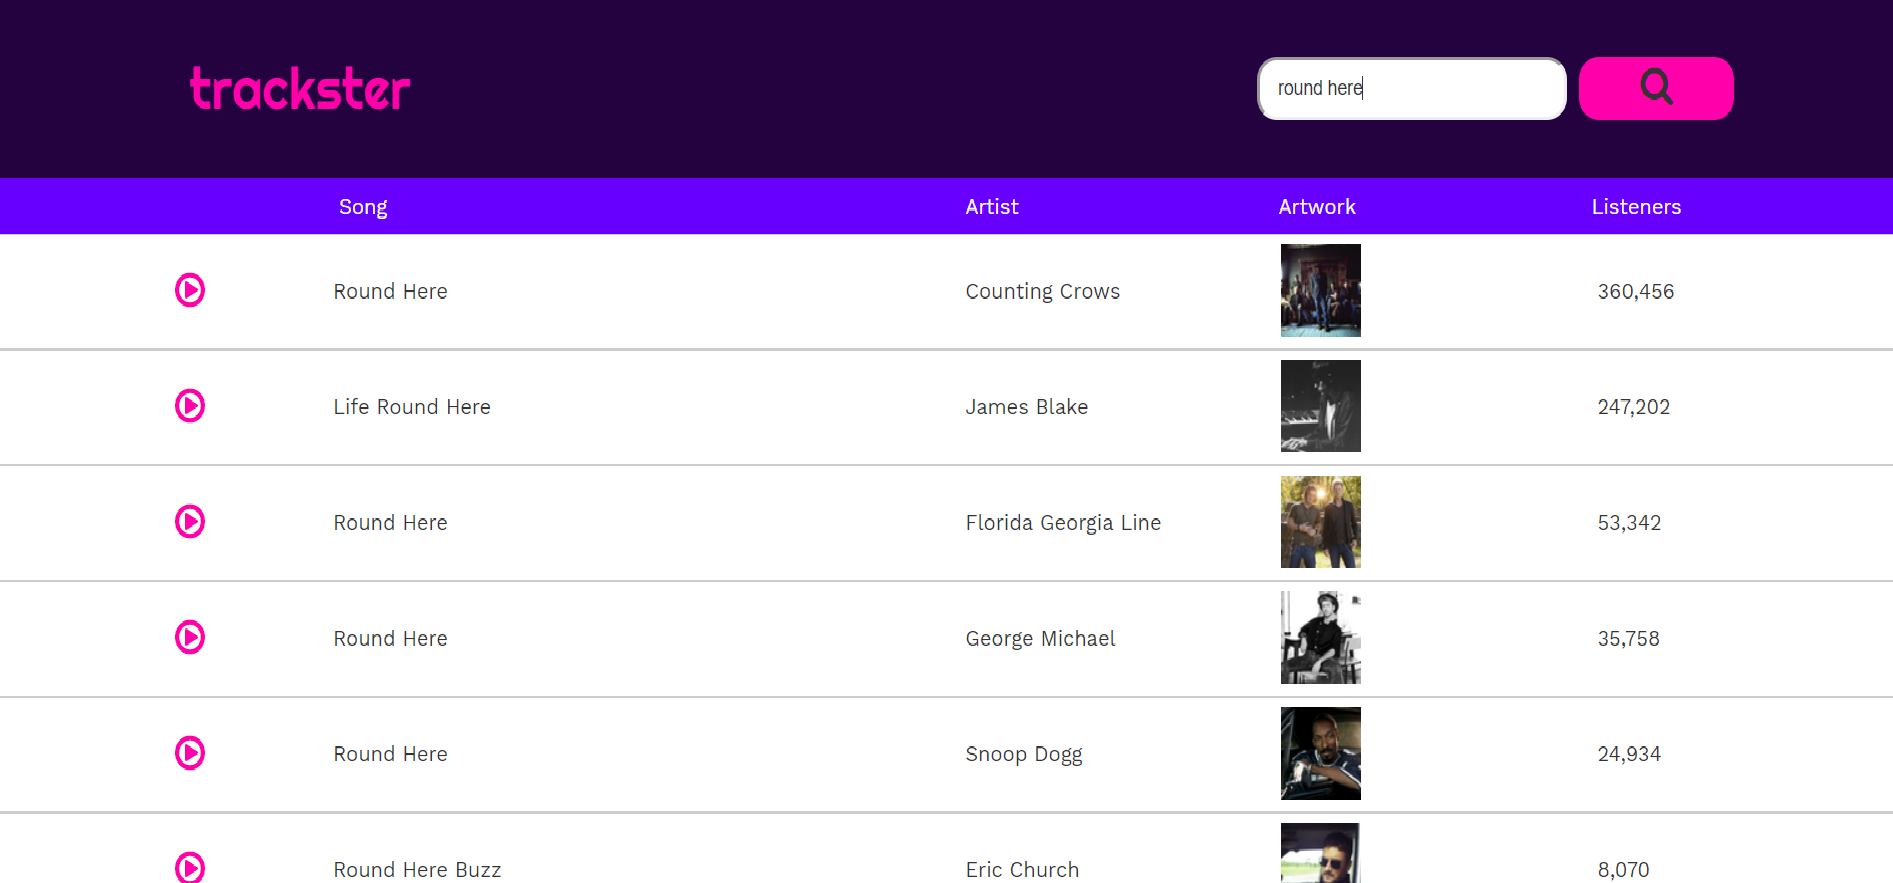 trackster
round here
Song Artist Artwork Listeners
Round Here Counting Crows 360,456
Life Round Here James Blake 247,202
Round Here Florida Georgia Line 53,342
Round Here George Michael 35,758
Round Here Snoop Dogg 24,934
Round Here Buzz Eric Church 8,070